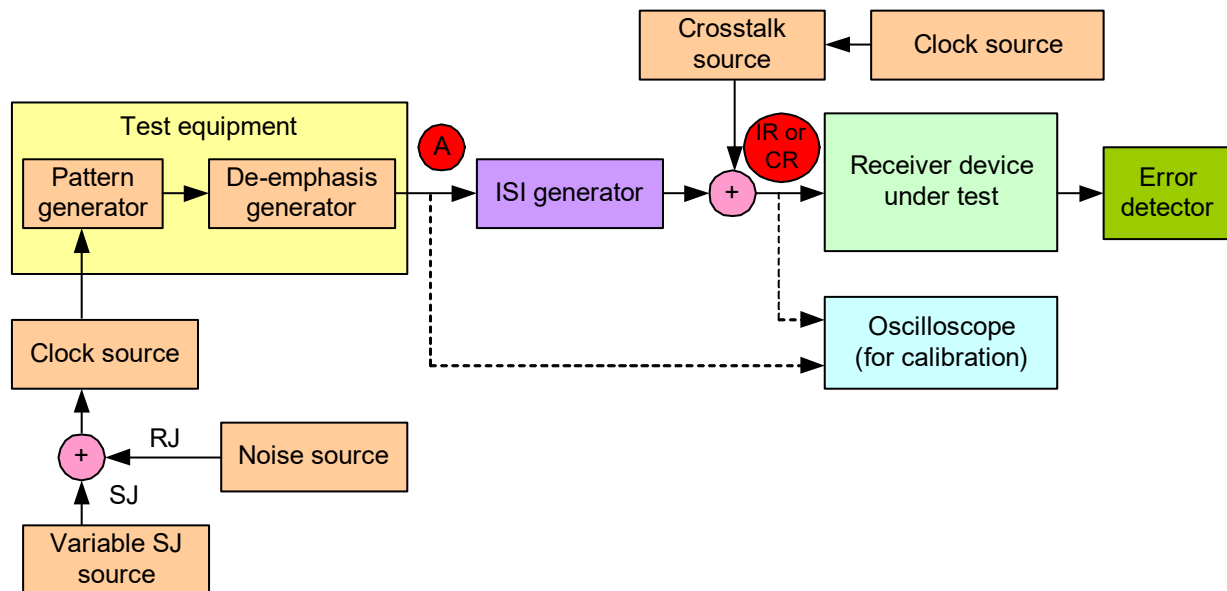 Crosstalk
source
Clock source
Test equipment
Pattern
generator
De-emphasis
generator
A
ISI generator
+
IR or
CR
Receiver device
under test
Error
detector
Oscilloscope
(for calibration)
Clock source
+
RJ
Noise source
SJ
Variable SJ
source